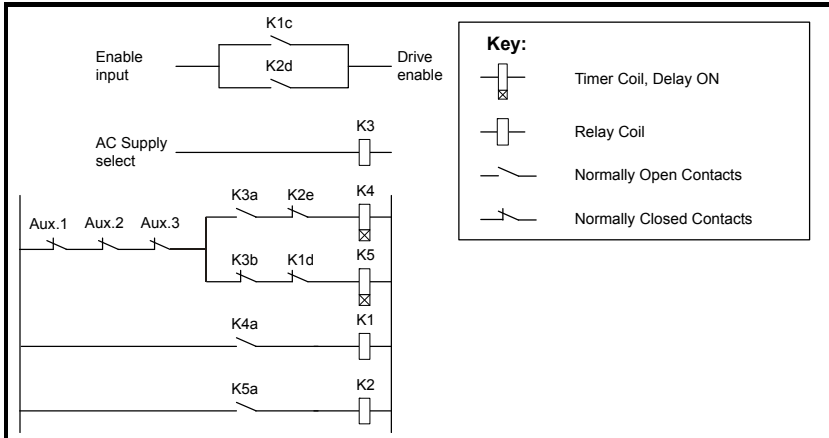 K1c
Enable
input
Drive
enable
K2d
AC Supply
select
K3
K3a
K2e
K4
Aux.1
Aux.2
Aux.3
K3b
K1d
K5
K4a
K1
K5a
K2
Key:
Timer Coil, Delay ON
Relay Coil
Normally Open Contacts
Normally Closed Contacts